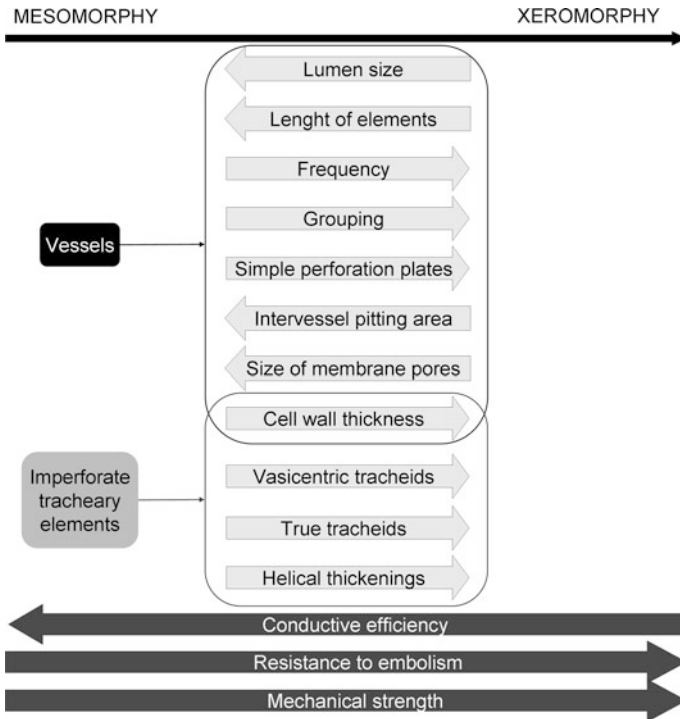 MESOMORPHY XEROMORPHY
Lumen size
Lenght of elements
Frequency
Grouping
Vessels
Simple perforation plates
Intervessel pitting area
Size of membrane pores
Cell wall thickness
Imperforate
tracheary
elements
Vasicentric tracheids
True tracheids
Helical thickenings
Conductive efficiency
Resistance to embolism
Mechanical strength